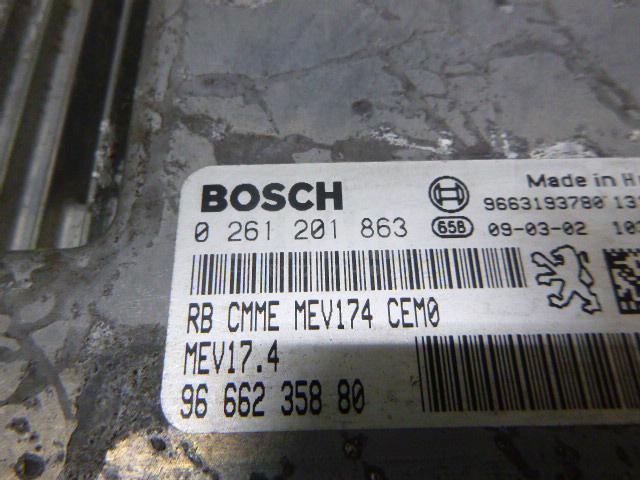 BOSCH
Made in
0 261 201 863
9663193780
658
09-03-02
RB CMME MEV174 CEM0
MEV17.4
96 662 358 80